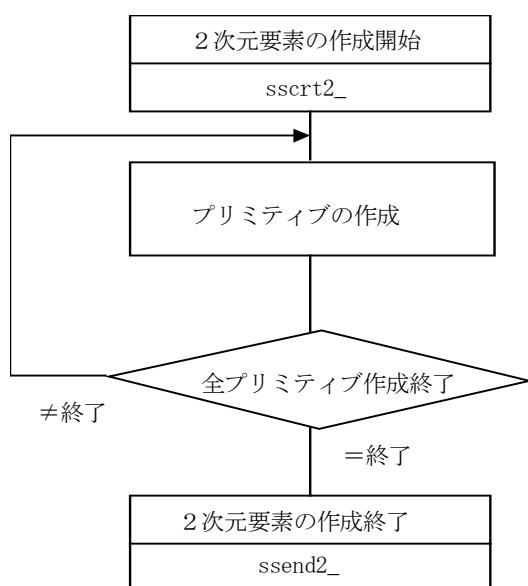 ２次元要素の作成開始
sscrt2_
プリミティブの作成
全プリミティブ作成終了
≠終了
＝終了
２次元要素の作成終了
ssend2_